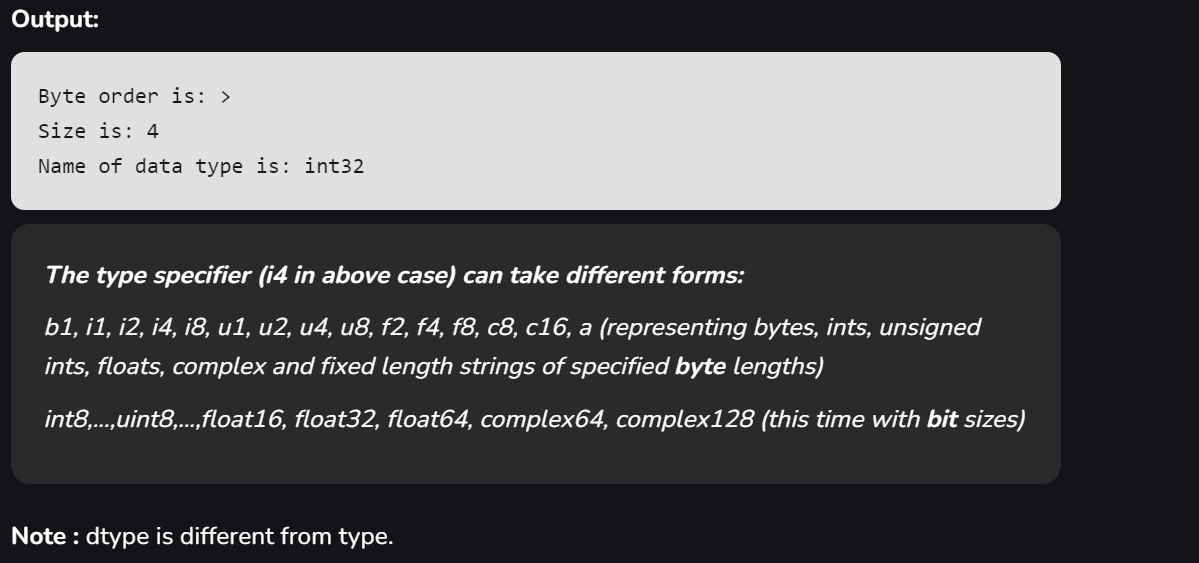 Output:
Byte order is: >
Size is: 4
Name of data type is: int32
The type specifier (i4 in above case) can take different forms:
b1, i1, i2, i4, i8, u1, u2, u4, u8, f2, f4, f8, c8, c16, a (representing bytes, ints, unsigned
ints, floats, complex and fixed length strings of specified byte lengths)
int8,...,uint8,...,float16, float32, float64, complex64, complex128 (this time with bit sizes)
Note : dtype is different from type.